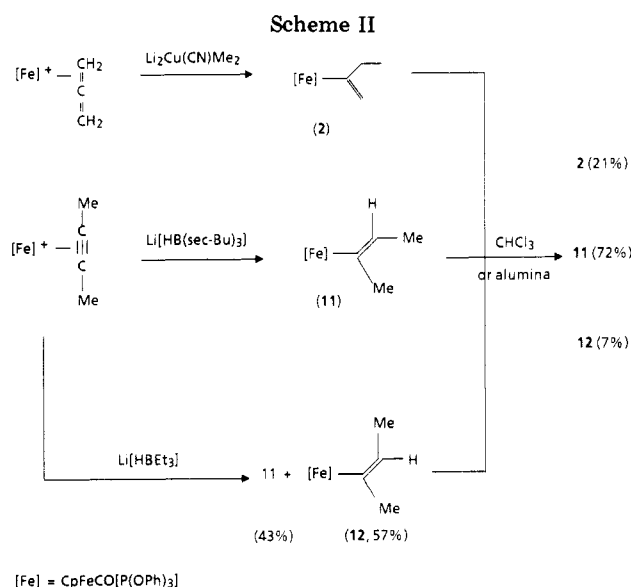 Scheme II
[Fe]+
CH2
C
CH2
Li2Cu(CN)Me2
[Fe]
(2)
2 (21%)
[Fe]+
Me
C
C
Me
Li[HB(sec-Bu)3]
[Fe]
H
Me
Me
(11)
CHCl3
or alumina
11 (72%)
12 (7%)
Li[HBEt3]
11 +
[Fe]
Me
H
Me
(43%)
(12, 57%)
[Fe] = CpFeCO[P(OPh)3]